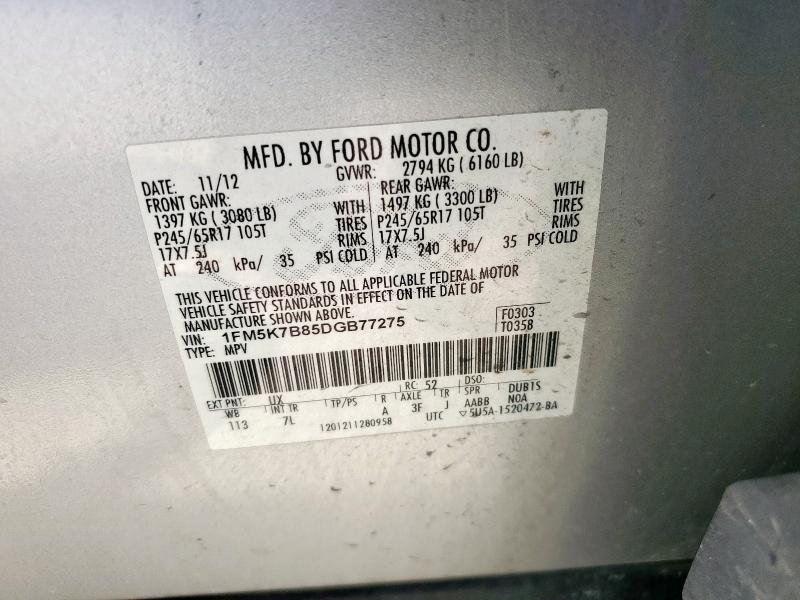 MFD. BY FORD MOTOR CO.
DATE: 11/12 GVWR: 2794 KG ( 6160 LB)
FRONT GAWR: REAR GAWR:
1397 KG ( 3080 LB) WITH 1497 KG ( 3300 LB) WITH
P245/65R17 105T TIRES P245/65R17 105T TIRES
17X7.5J RIMS 17X7.5J RIMS
AT 240 kPa/ 35 PSI COLD AT 240 kPa/ 35 PSI COLD
THIS VEHICLE CONFORMS TO ALL APPLICABLE FEDERAL MOTOR
VEHICLE SAFETY STANDARDS IN EFFECT ON THE DATE OF
MANUFACTURE SHOWN ABOVE.
VIN: 1FM5K7B85DGB77275 F0303
TYPE: MPV T0358
EXT PNT: UX RC: 52 DSO:
WB INT TR TP/PS R AXLE TR SPR DUB1S
113 7L A 3F J AABB N0A
1201211280958 UTC ▽5U5A-1520472-BA